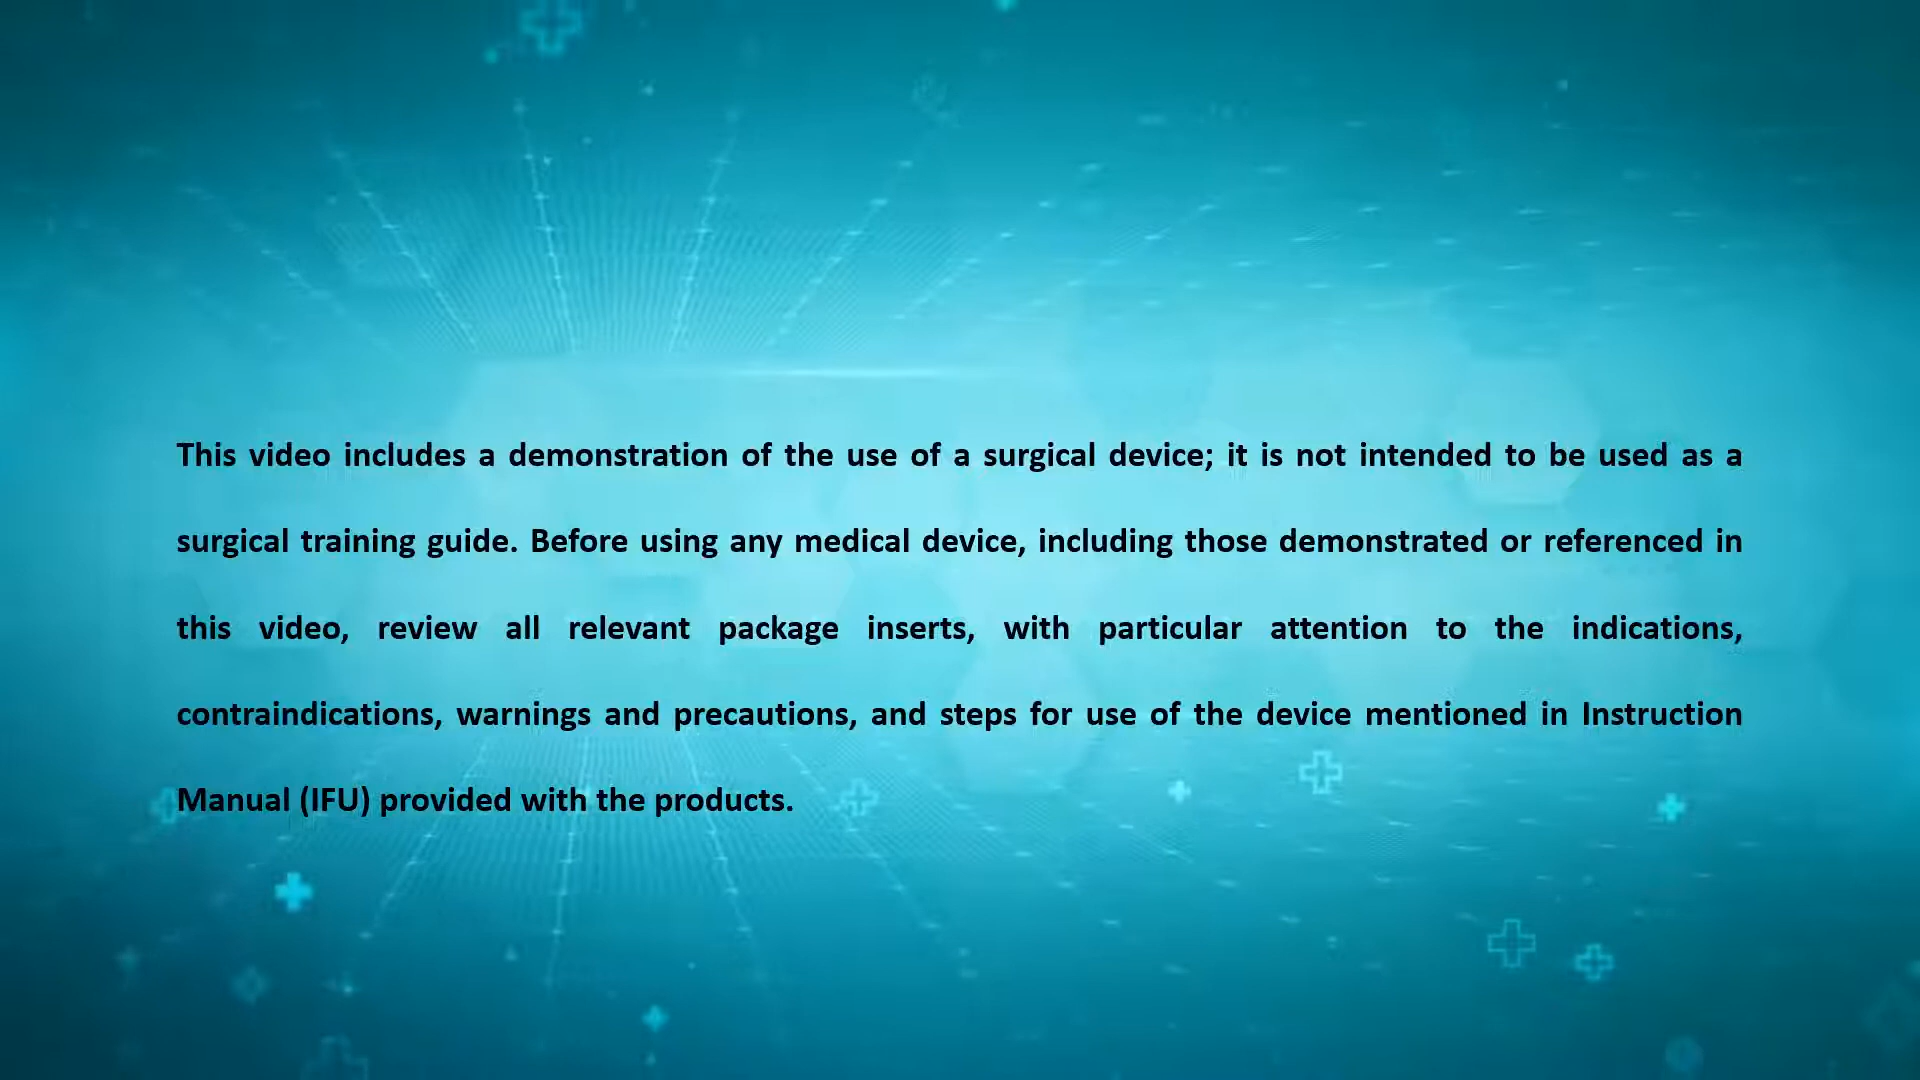 This video includes a demonstration of the use of a surgical device; it is not intended to be used as a
surgical training guide. Before using any medical device, including those demonstrated or referenced in
this video, review all relevant package inserts, with particular attention to the indications,
contraindications, warnings and precautions, and steps for use of the device mentioned in Instruction
Manual (IFU) provided with the products.